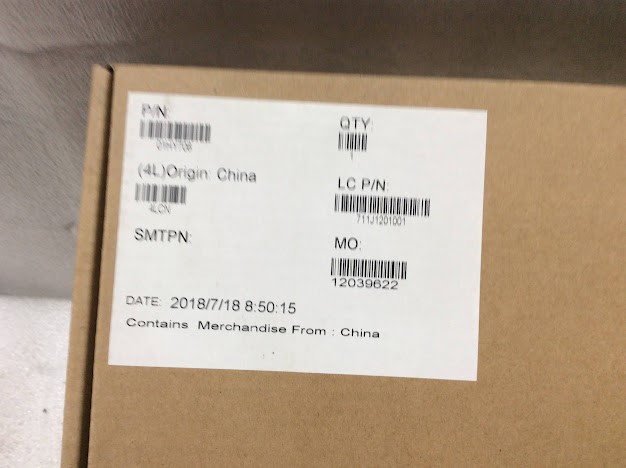 P/N:
QTY:
1
(4L)Origin: China
LC P/N:
4LCN
711J1201001
SMTPN:
MO:
12039622
DATE: 2018/7/18 8:50:15
Contains Merchandise From : China